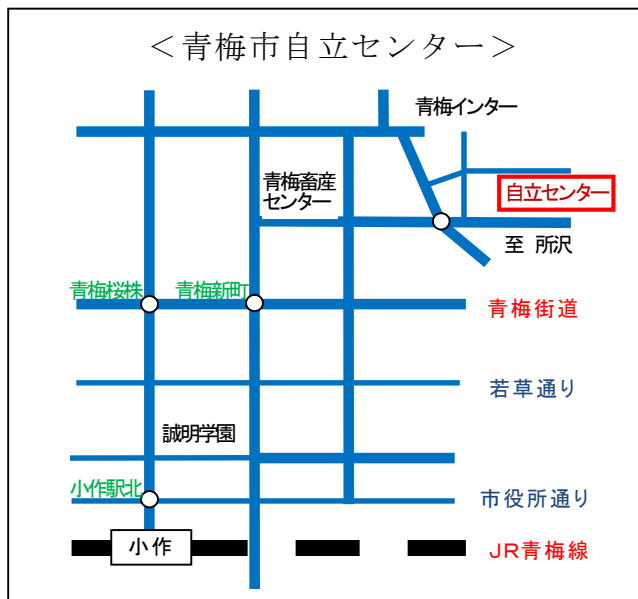 ＜青梅市自立センター＞
青梅インター
青梅畜産
センター
自立センター
至 所沢
青梅桜株
青梅新町
青梅街道
若草通り
誠明学園
小作駅北
市役所通り
小作
JR青梅線